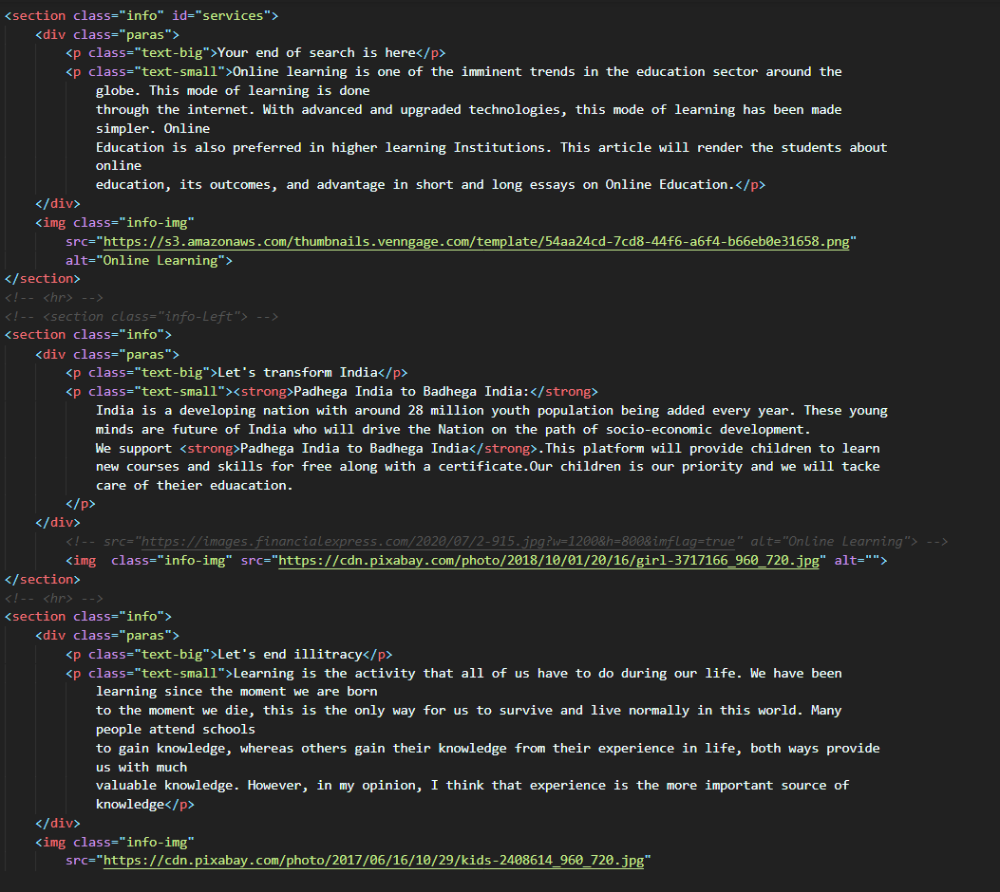 <section class="info" id="services">
<div class="paras">
<p class="text-big">Your end of search is here</p>
<p class="text-small">Online learning is one of the imminent trends in the education sector around the
globe. This mode of learning is done
through the internet. With advanced and upgraded technologies, this mode of learning has been made
simpler. Online
Education is also preferred in higher learning Institutions. This article will render the students about
online
education, its outcomes, and advantage in short and long essays on Online Education.</p>
</div>
<img class="info-img"
src="https://s3.amazonaws.com/thumbnails.venngage.com/template/54aa24cd-7cd8-44f6-a6f4-b66eb0e31658.png"
alt="Online Learning">
</section>
<!-- <hr> -->
<!-- <section class="info-Left"> -->
<section class="info">
<div class="paras">
<p class="text-big">Let's transform India</p>
<p class="text-small"><strong>Padhega India to Badhega India:</strong>
India is a developing nation with around 28 million youth population being added every year. These young
minds are future of India who will drive the Nation on the path of socio-economic development.
We support <strong>Padhega India to Badhega India</strong>.This platform will provide children to learn
new courses and skills for free along with a certificate.Our children is our priority and we will tacke
care of theier eduacation.
</p>
</div>
<!-- src="https://images.financialexpress.com/2020/07/2-915.jpg?w=1200&h=800&imflag=true" alt="Online Learning"> -->
<img  class="info-img" src="https://cdn.pixabay.com/photo/2018/10/01/20/16/girl-3717166_960_720.jpg" alt="">
</section>
<!-- <hr> -->
<section class="info">
<div class="paras">
<p class="text-big">Let's end illitracy</p>
<p class="text-small">Learning is the activity that all of us have to do during our life. We have been
learning since the moment we are born
to the moment we die, this is the only way for us to survive and live normally in this world. Many
people attend schools
to gain knowledge, whereas others gain their knowledge from their experience in life, both ways provide
us with much
valuable knowledge. However, in my opinion, I think that experience is the more important source of
knowledge</p>
</div>
<img class="info-img"
src="https://cdn.pixabay.com/photo/2017/06/16/10/29/kids-2408614_960_720.jpg"